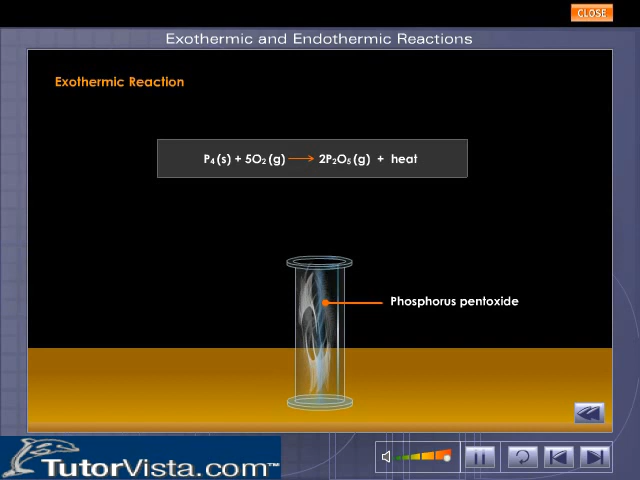 CLOSE
Exothermic and Endothermic Reactions
Exothermic Reaction
P₄ (s) + 5O₂ (g) → 2P₂O₅ (g) + heat
Phosphorus pentoxide
TutorVista.com™